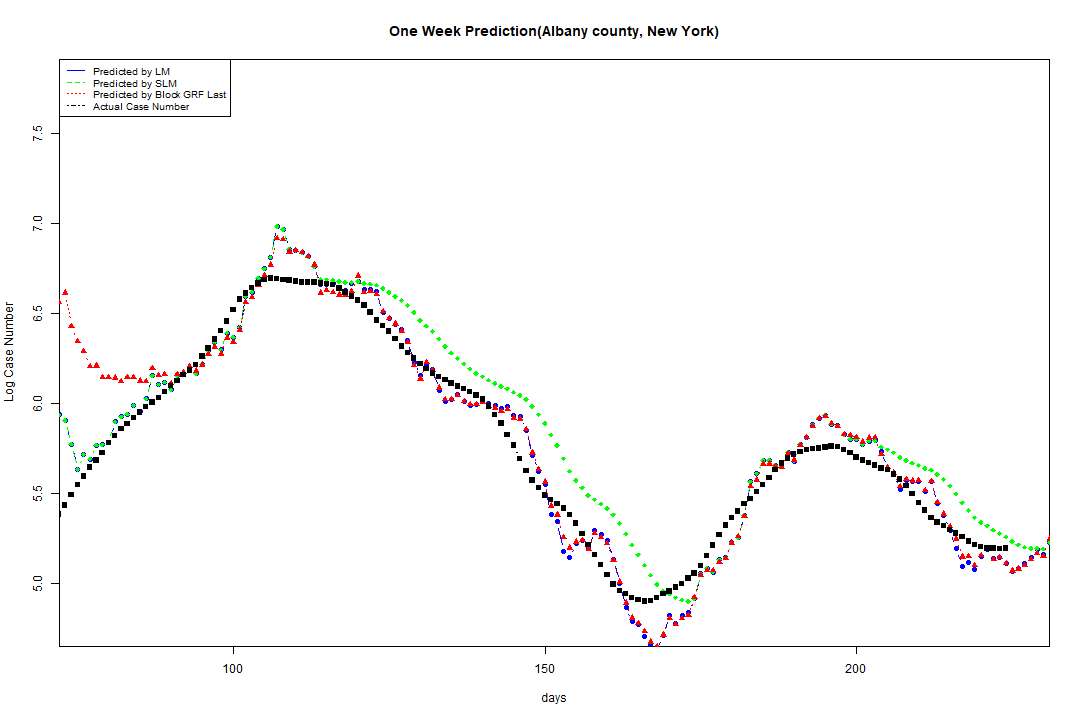 One Week Prediction(Albany county, New York)
Predicted by LM
Predicted by SLM
Predicted by Block GRF Last
Actual Case Number
Log Case Number
7.5
7.0
6.5
6.0
5.5
5.0
100 150 200
days